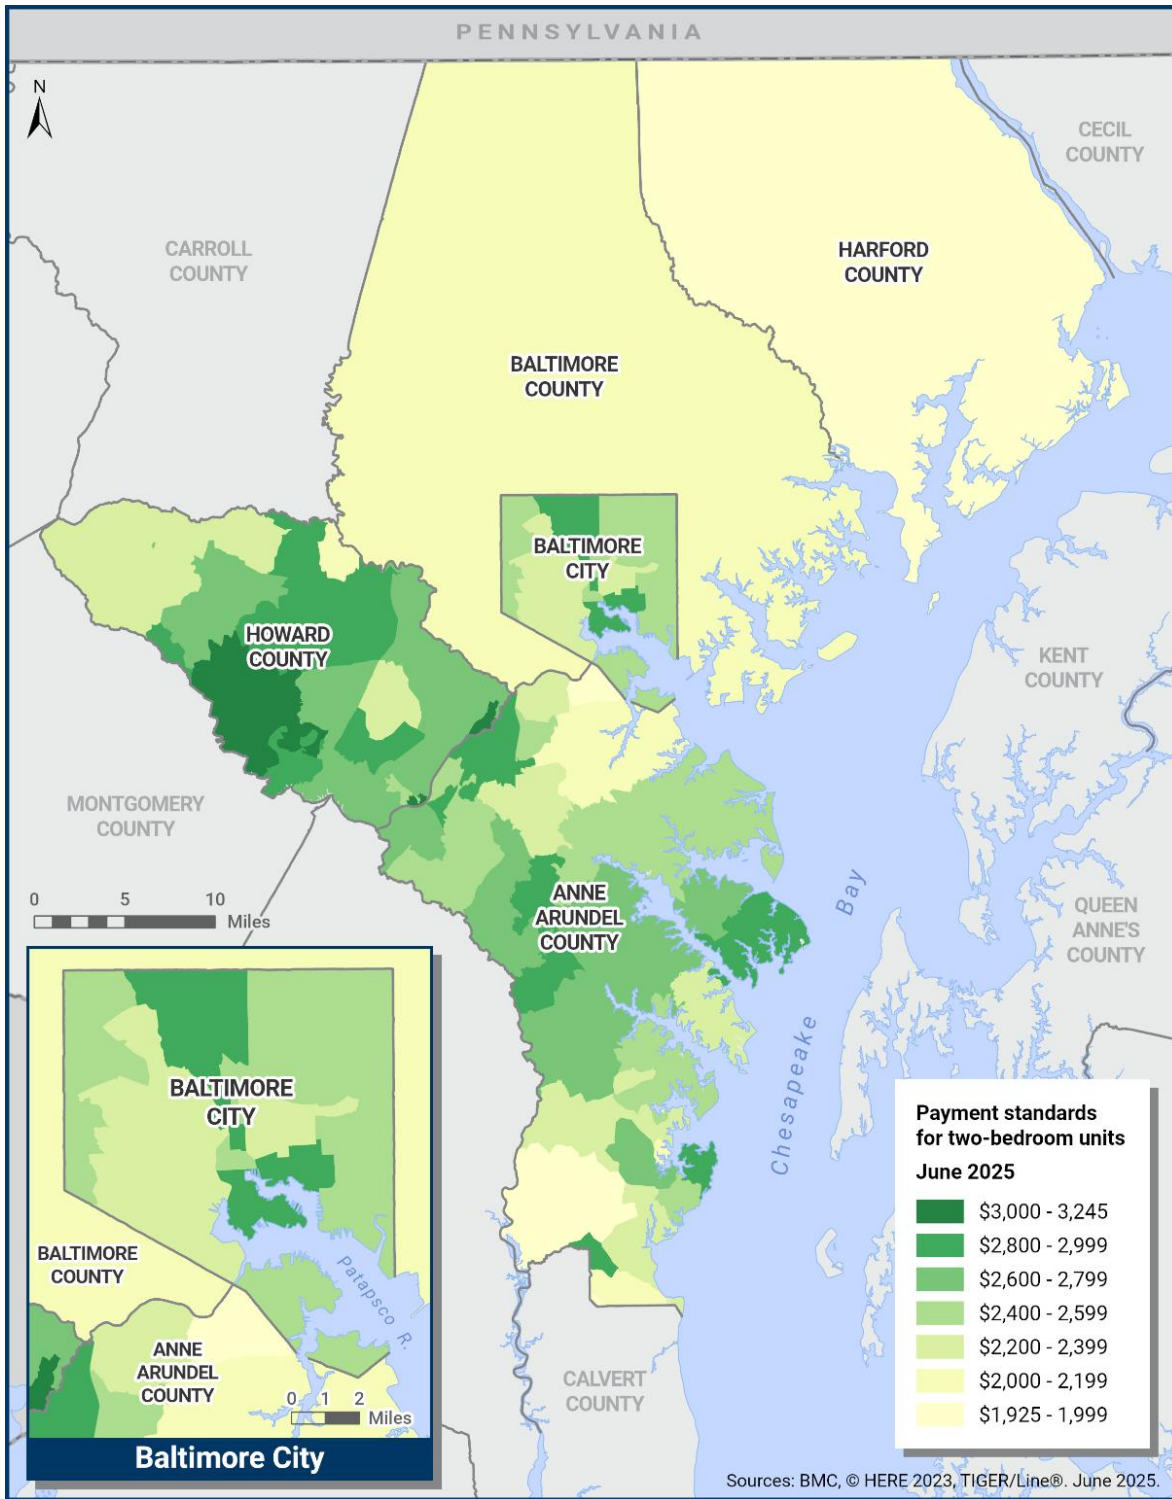 PENNSYLVANIA
N
CECIL
COUNTY
CARROLL
COUNTY
HARFORD
COUNTY
BALTIMORE
COUNTY
BALTIMORE
CITY
HOWARD
COUNTY
KENT
COUNTY
MONTGOMERY
COUNTY
0 5 10
Miles
ANNE
ARUNDEL
COUNTY
Chesapeake Bay
QUEEN
ANNE'S
COUNTY
BALTIMORE
CITY
BALTIMORE
COUNTY
Patapsco R.
ANNE
ARUNDEL
COUNTY
0 1 2
Miles
Baltimore City
CALVERT
COUNTY
Payment standards
for two-bedroom units
June 2025
$3,000 - 3,245
$2,800 - 2,999
$2,600 - 2,799
$2,400 - 2,599
$2,200 - 2,399
$2,000 - 2,199
$1,925 - 1,999
Sources: BMC, © HERE 2023, TIGER/Line®. June 2025.